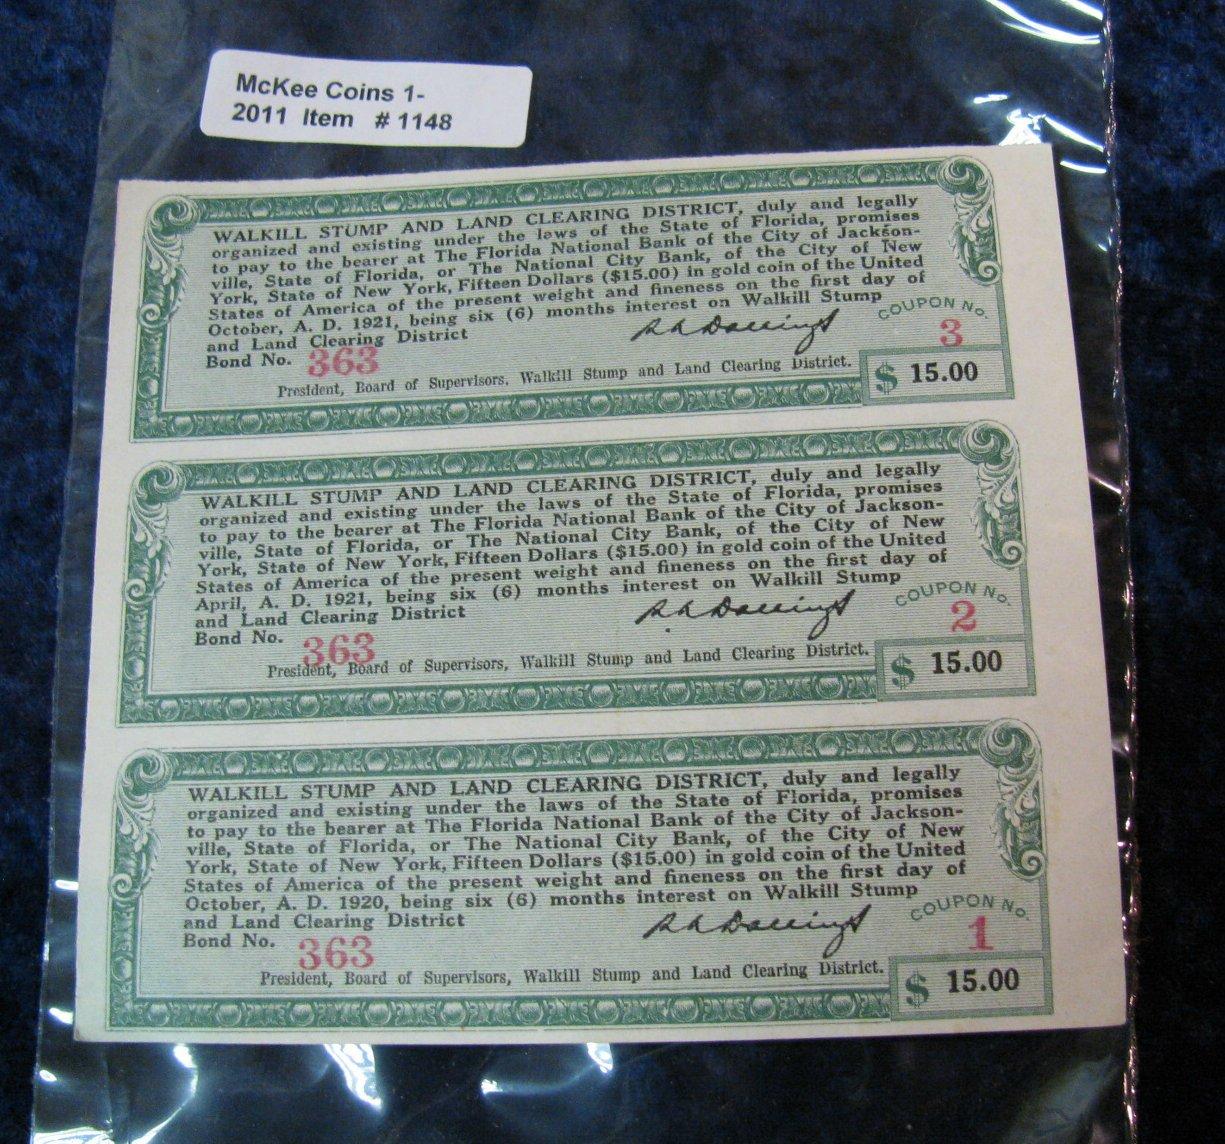 McKee Coins 1-
2011 Item # 1148
WALKILL STUMP AND LAND CLEARING DISTRICT, duly and legally
organized and existing under the laws of the State of Florida, promises
to pay to the bearer at The Florida National Bank of the City of Jackson-
ville, State of Florida, or The National City Bank, of the City of New
York, State of New York, Fifteen Dollars ($15.00) in gold coin of the United
States of America of the present weight and fineness on the first day of
October, A. D. 1921, being six (6) months interest on Walkill Stump
and Land Clearing District
COUPON No.
3
Bond No. 363
President, Board of Supervisors. Walkill Stump and Land Clearing District.
$ 15.00
WALKILL STUMP AND LAND CLEARING DISTRICT, duly and legally
organized and existing under the laws of the State of Florida, promises
to pay to the bearer at The Florida National Bank of the City of Jackson-
ville, State of Florida, or The National City Bank, of the City of New
York, State of New York, Fifteen Dollars ($15.00) in gold coin of the United
States of America of the present weight and fineness on the first day of
April, A. D. 1921, being six (6) months interest on Walkill Stump
and Land Clearing District
COUPON No.
2
Bond No. 363
President, Board of Supervisors, Walkill Stump and Land Clearing District.
$ 15.00
WALKILL STUMP AND LAND CLEARING DISTRICT, duly and legally
organized and existing under the laws of the State of Florida, promises
to pay to the bearer at The Florida National Bank of the City of Jackson-
ville, State of Florida, or The National City Bank, of the City of New
York, State of New York, Fifteen Dollars ($15.00) in gold coin of the United
States of America of the present weight and fineness on the first day of
October, A. D. 1920, being six (6) months interest on Walkill Stump
and Land Clearing District
COUPON No.
1
Bond No. 363
President, Board of Supervisors, Walkill Stump and Land Clearing District.
$ 15.00